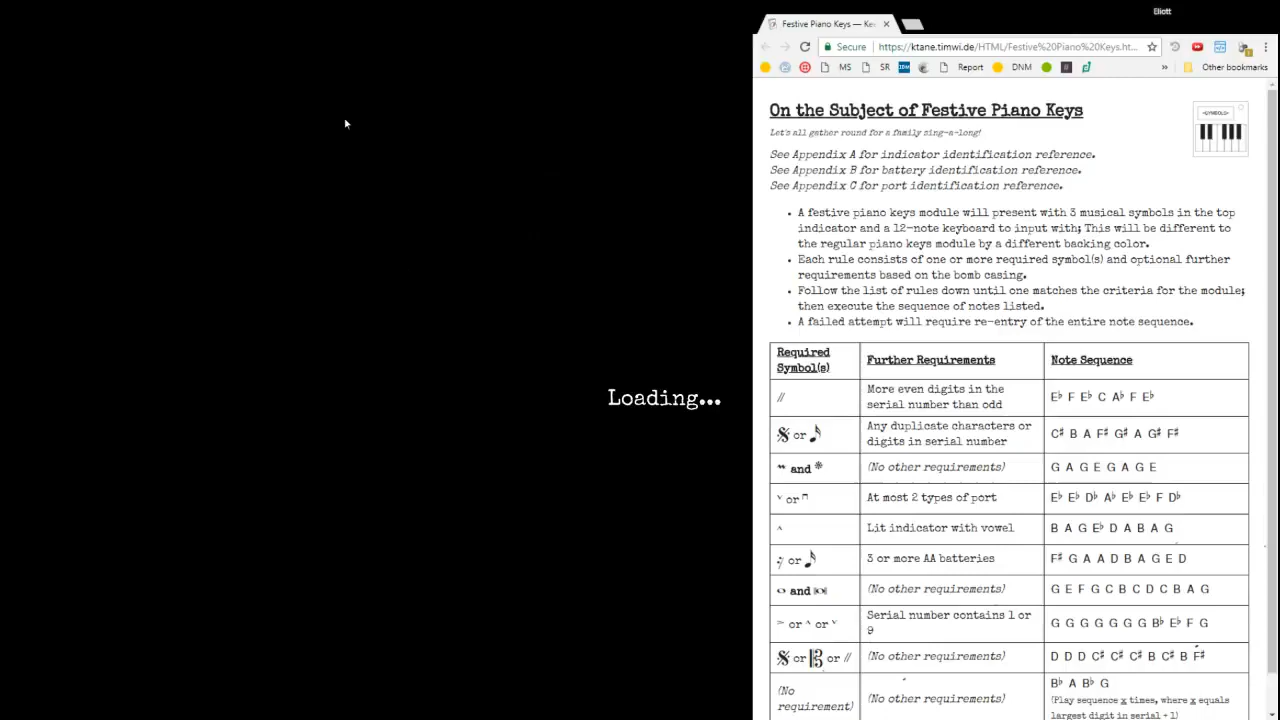 Eliott
Festive Piano Keys — Ke
Secure https://ktane.timwi.de/HTML/Festive%20Piano%20Keys.ht...
MS SR IDM Report DNM » Other bookmarks
On the Subject of Festive Piano Keys
<SYMBOLS>
Let's all gather round for a family sing-a-long!
See Appendix A for indicator identification reference.
See Appendix B for battery identification reference.
See Appendix C for port identification reference.
• A festive piano keys module will present with 3 musical symbols in the top
indicator and a 12-note keyboard to input with; This will be different to
the regular piano keys module by a different backing color.
• Each rule consists of one or more required symbol(s) and optional further
requirements based on the bomb casing.
• Follow the list of rules down until one matches the criteria for the module;
then execute the sequence of notes listed.
• A failed attempt will require re-entry of the entire note sequence.
Loading...
Required
Symbol(s)
Further Requirements
Note Sequence
//
More even digits in the
serial number than odd
E♭ F E♭ C A♭ F E♭
or
Any duplicate characters or
digits in serial number
C♯ B A F♯ G♯ A G♯ F♯
and
(No other requirements)
G A G E G A G E
or
At most 2 types of port
E♭ E♭ D♭ A♭ E♭ E♭ F D♭
^
Lit indicator with vowel
B A G E♭ D A B A G
or
3 or more AA batteries
F♯ G A A D B A G E D
and
(No other requirements)
G E F G C B C D C B A G
> or ^ or v
Serial number contains 1 or
9
G G G G G G G B♭ E♭ F G
or or //
(No other requirements)
D D D C♯ C♯ C♯ B C♯ B F♯
(No
requirement)
(No other requirements)
B♭ A B♭ G
(Play sequence x times, where x equals
largest digit in serial + 1)